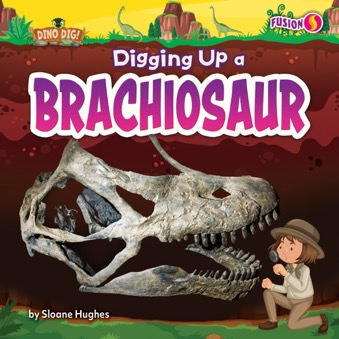 DINO DIG!
FUSION
Digging Up a
BRACHIOSAUR
by Sloane Hughes